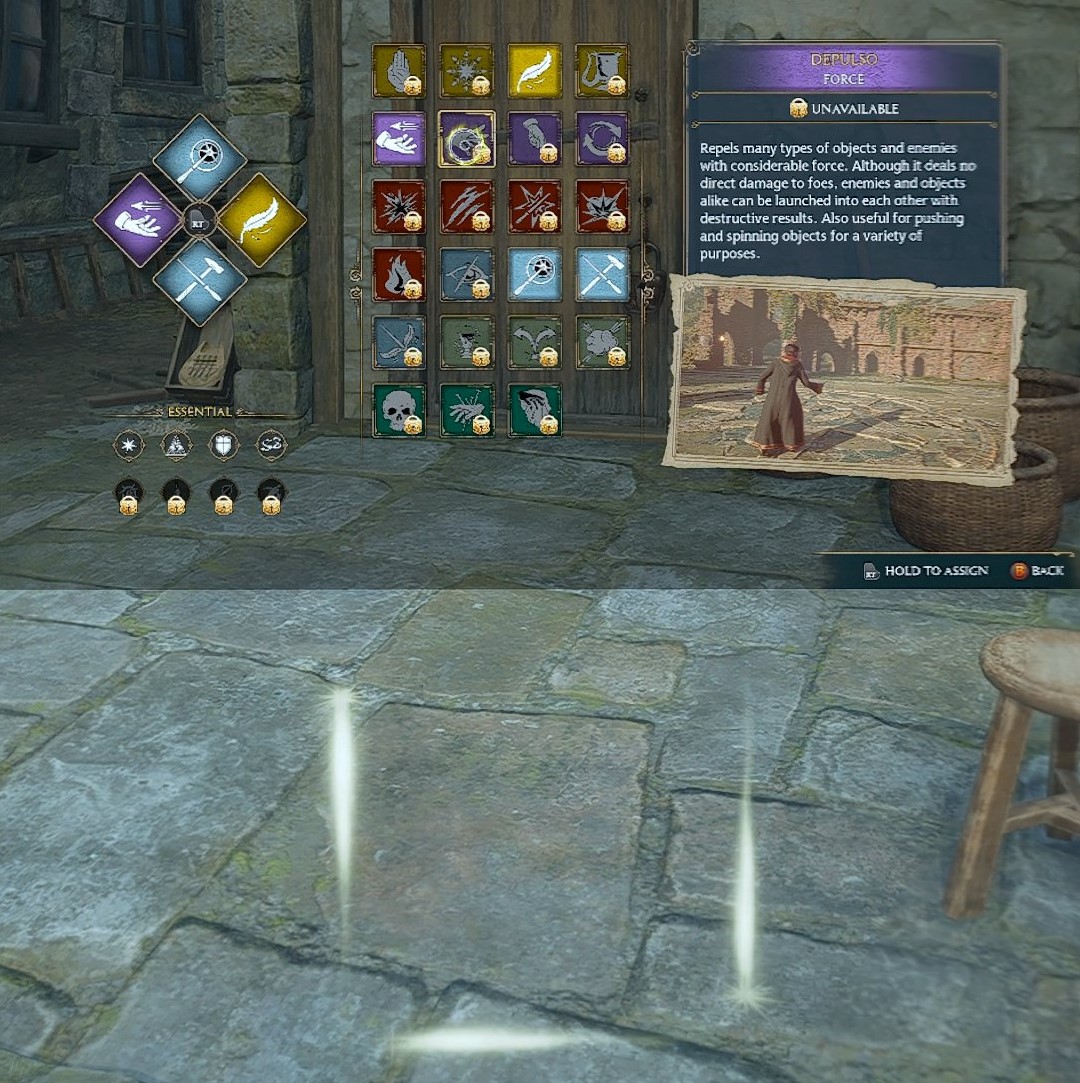 DEPULSO
FORCE
UNAVAILABLE
Repels many types of objects and enemies
with considerable force. Although it deals no
direct damage to foes, enemies and objects
alike can be launched into each other with
destructive results. Also useful for pushing
and spinning objects for a variety of
purposes.
RT
ESSENTIAL
RT HOLD TO ASSIGN B BACK